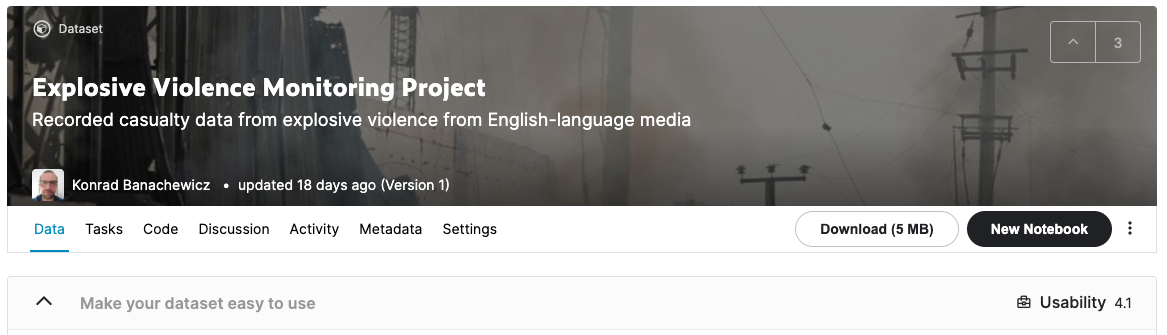 Dataset
3
Explosive Violence Monitoring Project
Recorded casualty data from explosive violence from English-language media
Konrad Banachewicz • updated 18 days ago (Version 1)
Data Tasks Code Discussion Activity Metadata Settings Download (5 MB) New Notebook
Make your dataset easy to use Usability 4.1